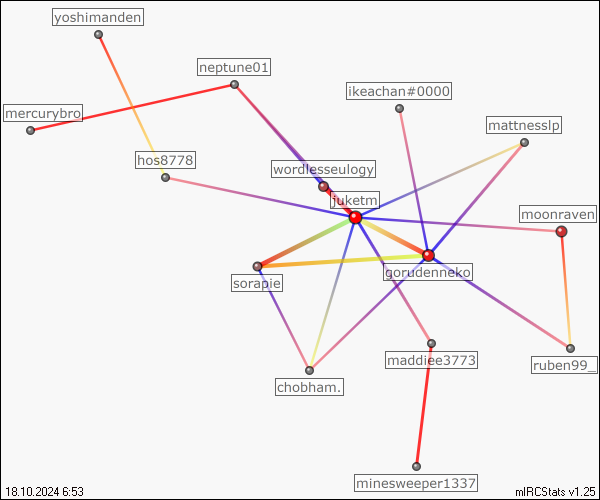 yoshimanden
neptune01
ikeachan#0000
mercurybro
mattnesslp
hos8778
wordlesseulogy
juketm
moonraven
gorudenneko
sorapie
maddiee3773
ruben99_
chobham.
minesweeper1337
18.10.2024 6:53
mIRCStats v1.25